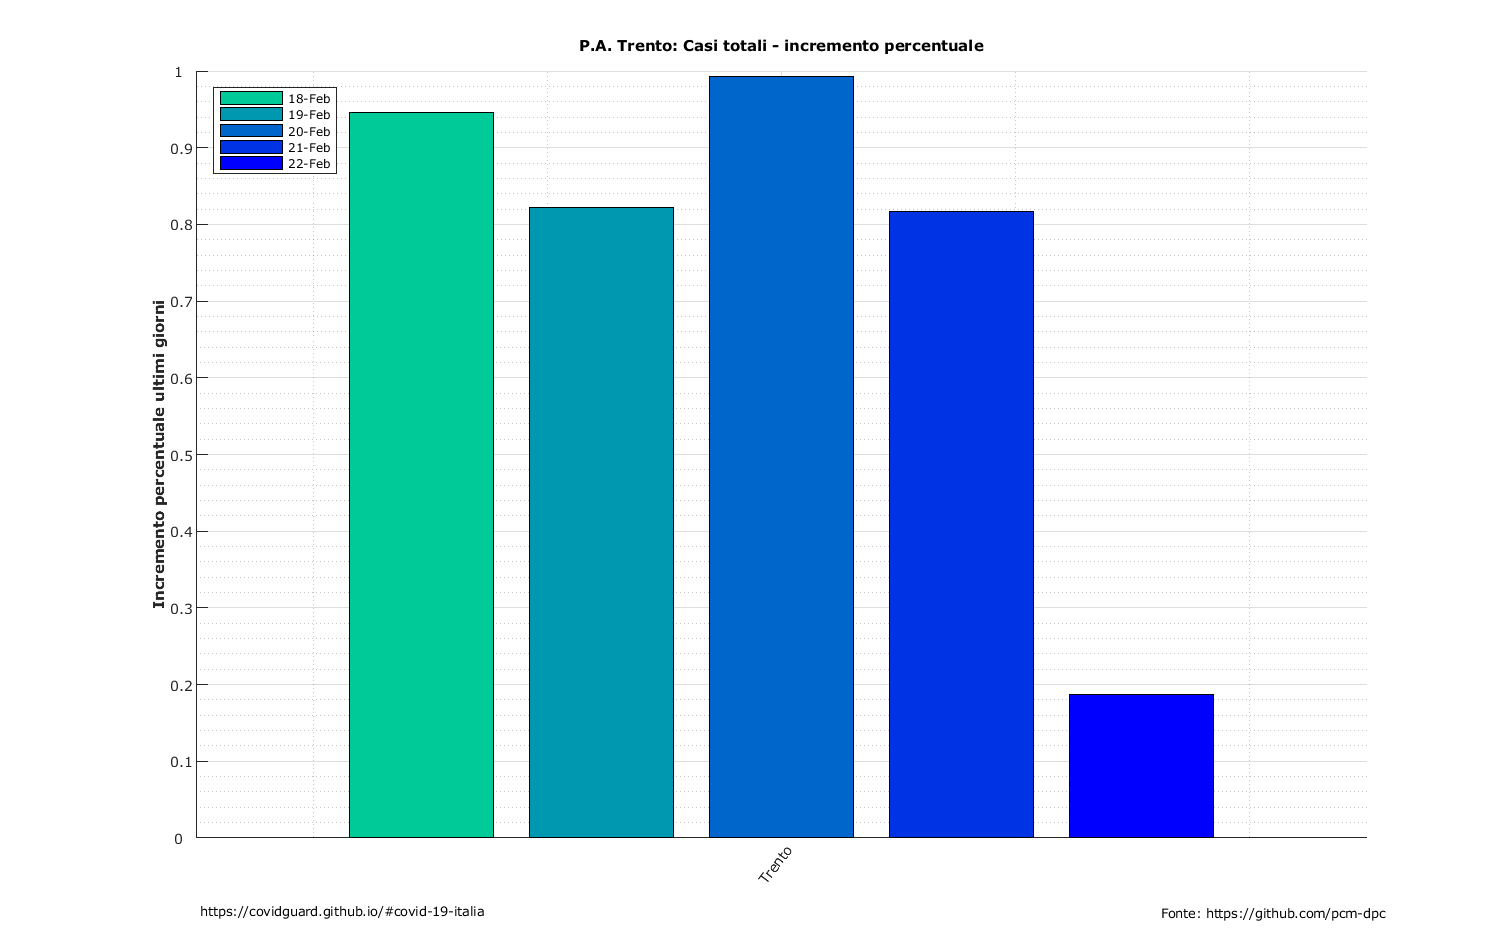 P.A. Trento: Casi totali - incremento percentuale
1
0.9
0.8
0.7
0.6
0.5
0.4
0.3
0.2
0.1
0
Incremento percentuale ultimi giorni
18-Feb
19-Feb
20-Feb
21-Feb
22-Feb
Trento
https://covidguard.github.io/#covid-19-italia
Fonte: https://github.com/pcm-dpc